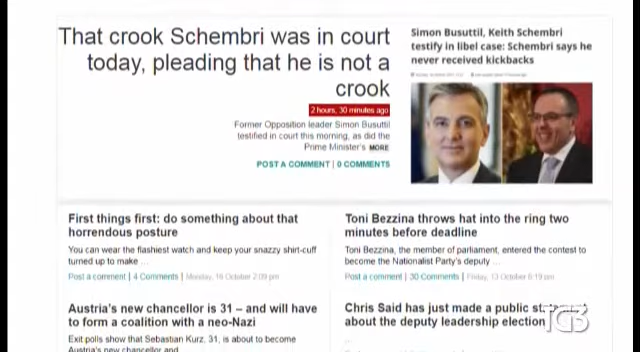 That crook Schembri was in court
today, pleading that he is not a
crook
2 hours, 30 minutes ago
Former Opposition leader Simon Busuttil
testified in court this morning, as did the
Prime Minister's MORE
POST A COMMENT | 0 COMMENTS
Simon Busuttil, Keith Schembri
testify in libel case: Schembri says he
never received kickbacks
First things first: do something about that
horrendous posture
You can wear the flashiest watch and keep your snazzy shirt-cuff
turned up to make ...
Post a comment | 4 Comments | Monday, 16 October 2:09 pm
Toni Bezzina throws hat into the ring two
minutes before deadline
Toni Bezzina, the member of parliament, entered the contest to
become the Nationalist Party's deputy ...
Post a comment | 30 Comments | Friday, 13 October 6:19 pm
Austria's new chancellor is 31 – and will have
to form a coalition with a neo-Nazi
Exit polls show that Sebastian Kurz, 31, is about to become
Austria's new chancellor and
Chris Said has just made a public
about the deputy leadership election
TG3